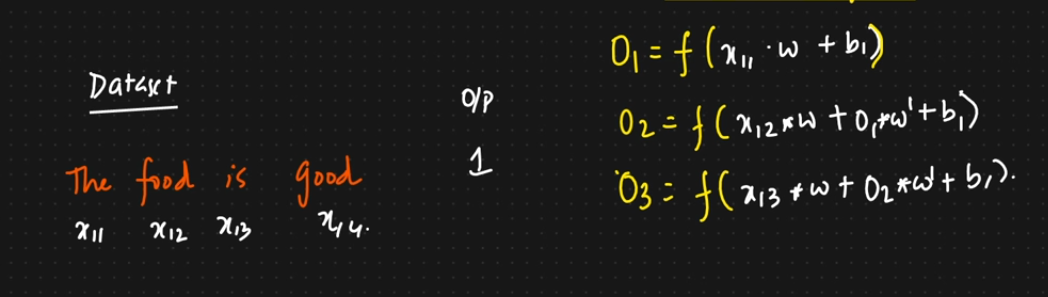 Dataset
O/P
The food is good
1
x₁₁ x₁₂ x₁₃ x₁₄.
O₁ = f(x₁₁ · w + b₁)
O₂ = f(x₁₂ * w + O₁ * w' + b₁)
O₃ = f(x₁₃ * w + O₂ * w' + b₁).